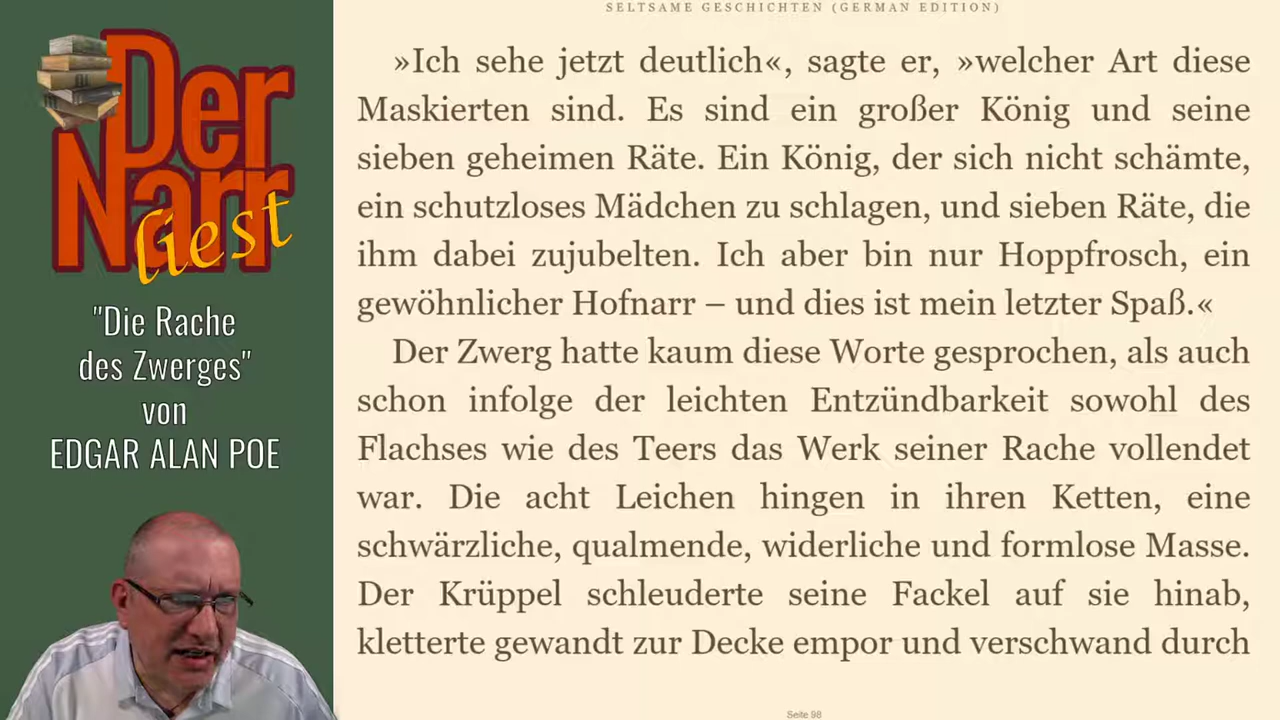 Der
Narr
liest
"Die Rache
des Zwerges"
von
EDGAR ALAN POE
SELTSAME GESCHICHTEN (GERMAN EDITION)
»Ich sehe jetzt deutlich«, sagte er, »welcher Art diese
Maskierten sind. Es sind ein großer König und seine
sieben geheimen Räte. Ein König, der sich nicht schämte,
ein schutzloses Mädchen zu schlagen, und sieben Räte, die
ihm dabei zujubelten. Ich aber bin nur Hoppfrosch, ein
gewöhnlicher Hofnarr – und dies ist mein letzter Spaß.«
Der Zwerg hatte kaum diese Worte gesprochen, als auch
schon infolge der leichten Entzündbarkeit sowohl des
Flachses wie des Teers das Werk seiner Rache vollendet
war. Die acht Leichen hingen in ihren Ketten, eine
schwärzliche, qualmende, widerliche und formlose Masse.
Der Krüppel schleuderte seine Fackel auf sie hinab,
kletterte gewandt zur Decke empor und verschwand durch
Seite 98